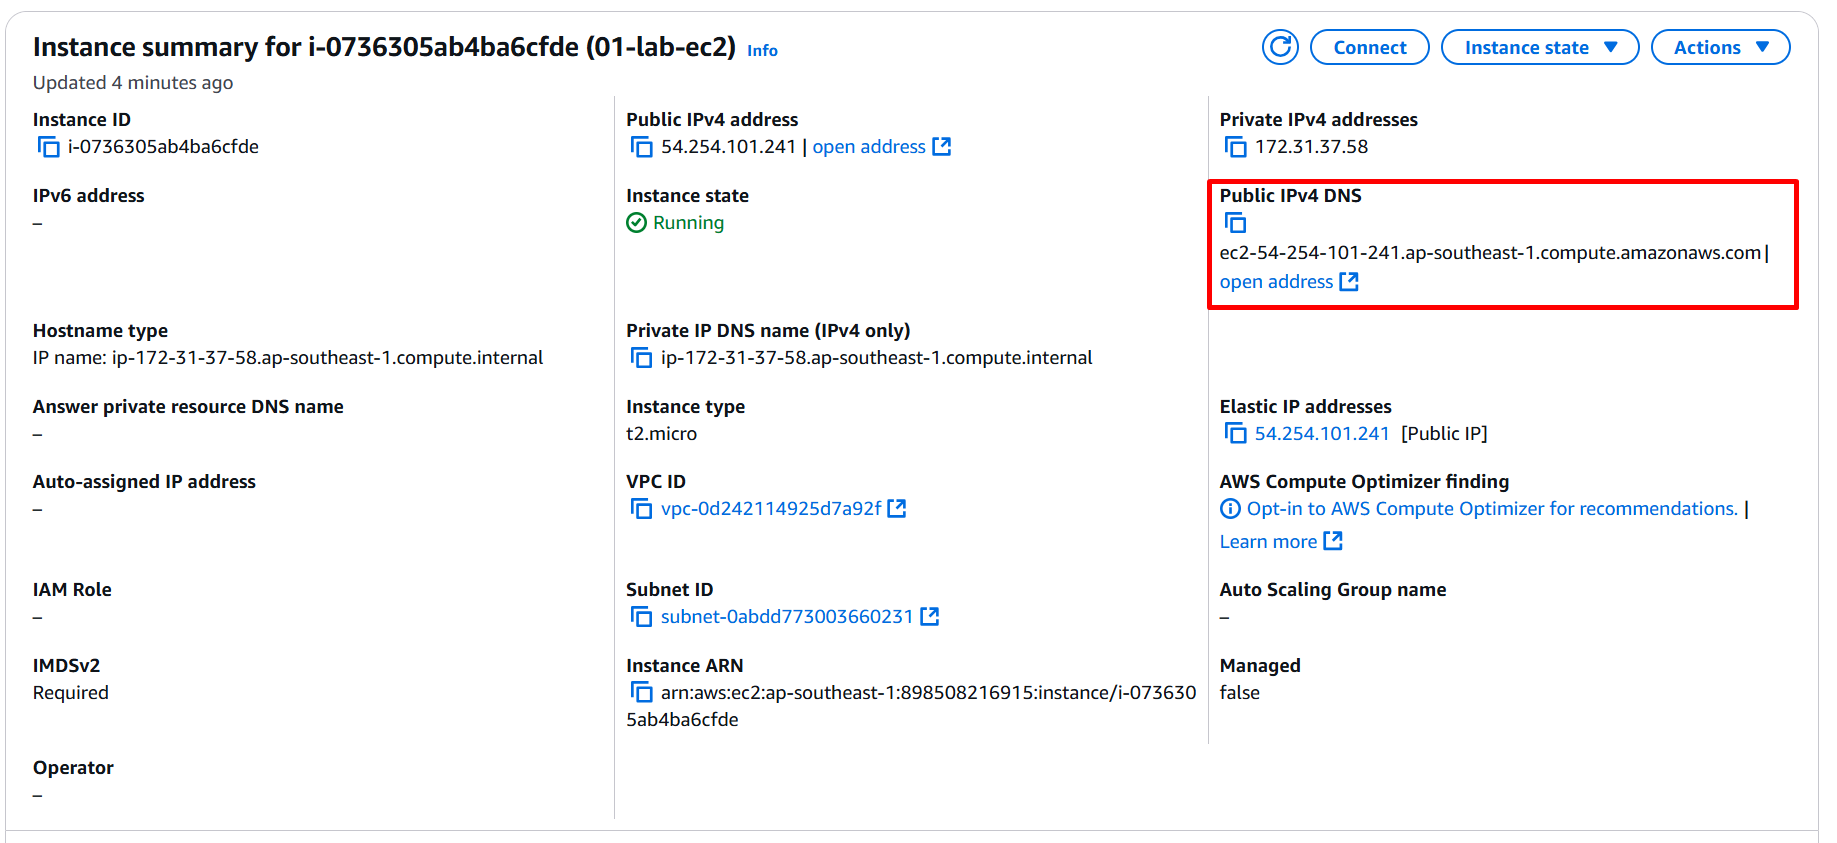 Instance summary for i-0736305ab4ba6cfde (01-lab-ec2) Info
Connect
Instance state
Actions
Updated 4 minutes ago
Instance ID
i-0736305ab4ba6cfde
Public IPv4 address
54.254.101.241 | open address
Private IPv4 addresses
172.31.37.58
IPv6 address
–
Instance state
Running
Public IPv4 DNS
ec2-54-254-101-241.ap-southeast-1.compute.amazonaws.com |
open address
Hostname type
IP name: ip-172-31-37-58.ap-southeast-1.compute.internal
Private IP DNS name (IPv4 only)
ip-172-31-37-58.ap-southeast-1.compute.internal
Answer private resource DNS name
–
Instance type
t2.micro
Elastic IP addresses
54.254.101.241 [Public IP]
Auto-assigned IP address
–
VPC ID
vpc-0d242114925d7a92f
AWS Compute Optimizer finding
Opt-in to AWS Compute Optimizer for recommendations. |
Learn more
IAM Role
–
Subnet ID
subnet-0abdd773003660231
Auto Scaling Group name
–
IMDSv2
Required
Instance ARN
arn:aws:ec2:ap-southeast-1:898508216915:instance/i-073630
5ab4ba6cfde
Managed
false
Operator
–